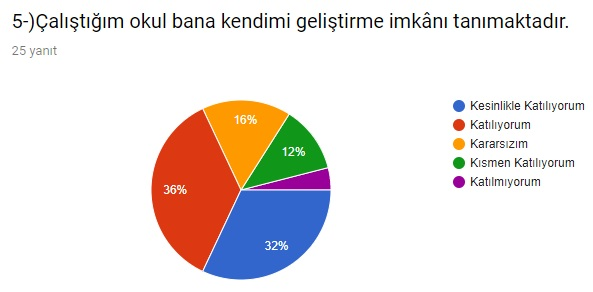 5-)Çalıştığım okul bana kendimi geliştirme imkânı tanımaktadır.
25 yanıt
Kesinlikle Katılıyorum
Katılıyorum
Kararsızım
Kısmen Katılıyorum
Katılmıyorum
16%
12%
36%
32%